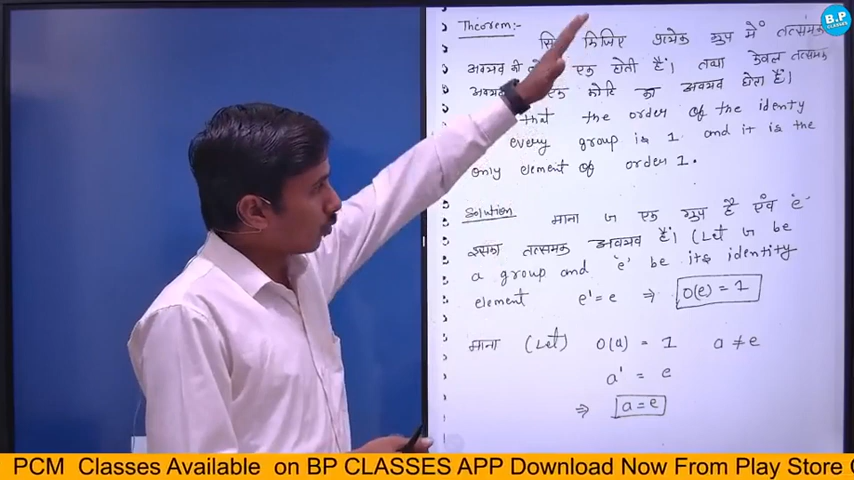 B.P
CLASSES
Theorem:-
कीजिए प्रत्येक ग्रुप में तत्समक
अवयव की एक होती है। तथा केवल तत्समक
एक कोटि का अवयव होता है।
that the order of the identy
every group is 1 and it is the
only element of order 1.
Solution माना G एक ग्रुप है एवं 'e'
इसका तत्समक अवयव है। (Let G be
a group and 'e' be its identity
element e' = e ⇒ O(e) = 1
माना (Let) O(a) = 1 a ≠ e
a' = e
⇒ a = e
PCM Classes Available on BP CLASSES APP Download Now From Play Store